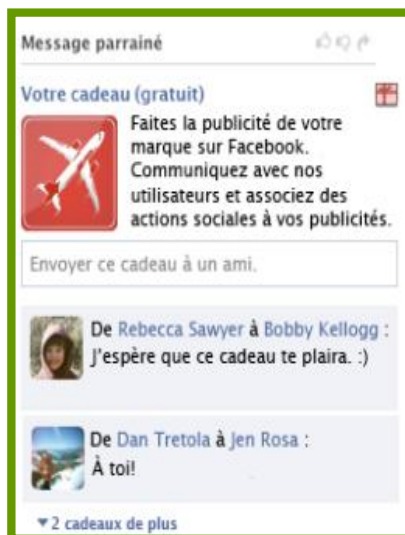 Message parrainé
Votre cadeau (gratuit)
Faites la publicité de votre
marque sur Facebook.
Communiquez avec nos
utilisateurs et associez des
actions sociales à vos publicités.
Envoyer ce cadeau à un ami.
De Rebecca Sawyer à Bobby Kellogg :
J'espère que ce cadeau te plaira. :)
De Dan Tretola à Jen Rosa :
À toi!
2 cadeaux de plus